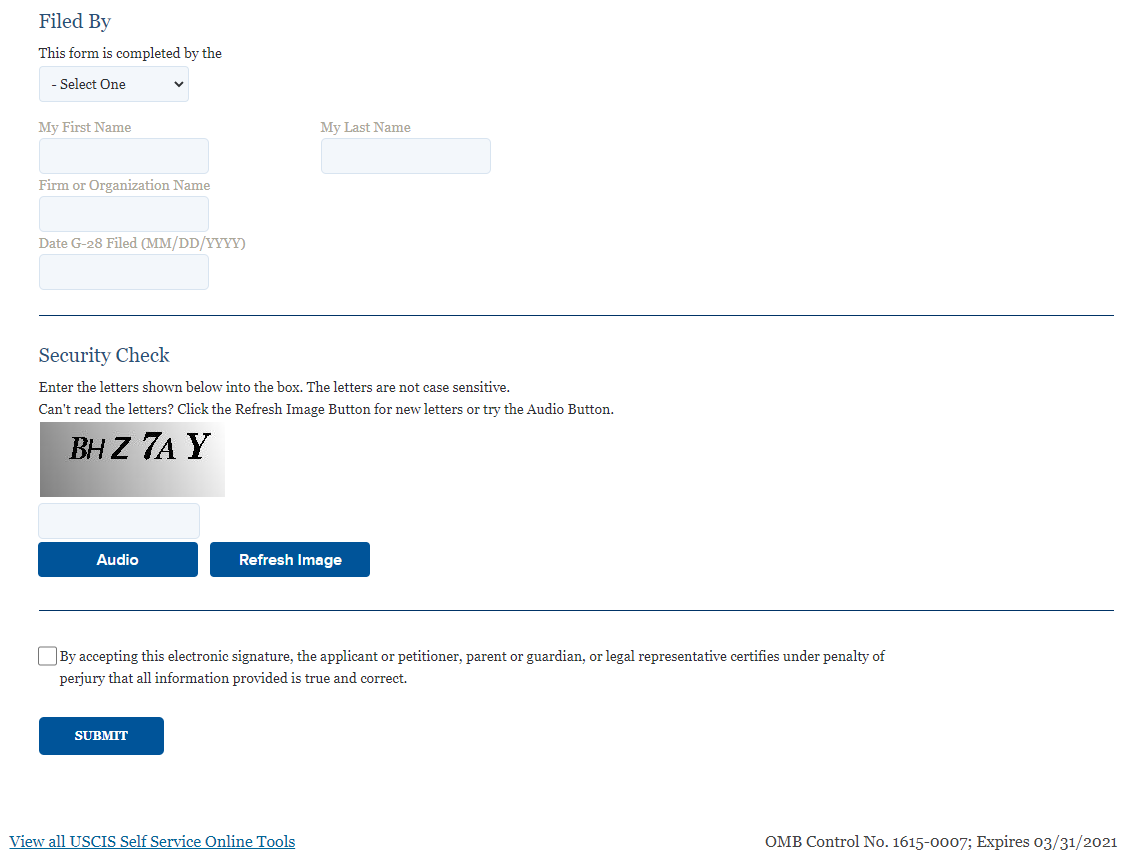 Filed By
This form is completed by the
- Select One
My First Name
My Last Name
Firm or Organization Name
Date G-28 Filed (MM/DD/YYYY)
Security Check
Enter the letters shown below into the box. The letters are not case sensitive.
Can't read the letters? Click the Refresh Image Button for new letters or try the Audio Button.
BHZ7AY
Audio
Refresh Image
By accepting this electronic signature, the applicant or petitioner, parent or guardian, or legal representative certifies under penalty of
perjury that all information provided is true and correct.
SUBMIT
View all USCIS Self Service Online Tools
OMB Control No. 1615-0007; Expires 03/31/2021